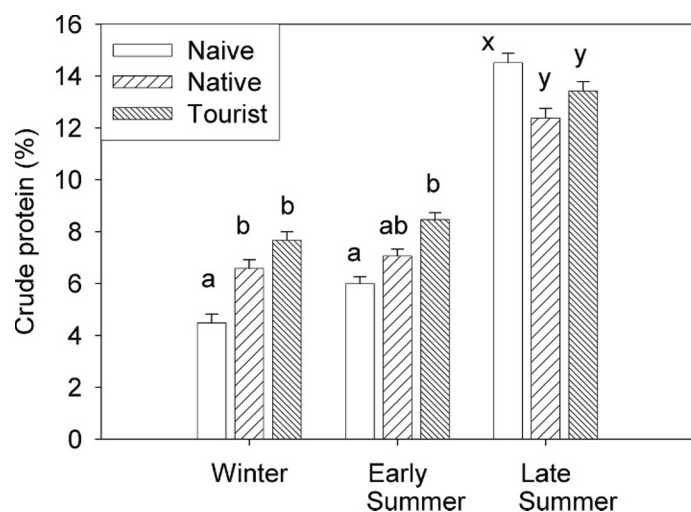 16
14
12
10
8
6
4
2
0
Crude protein (%)
Naive
Native
Tourist
a
b
b
a
ab
b
x
y
y
Winter
Early
Summer
Late
Summer